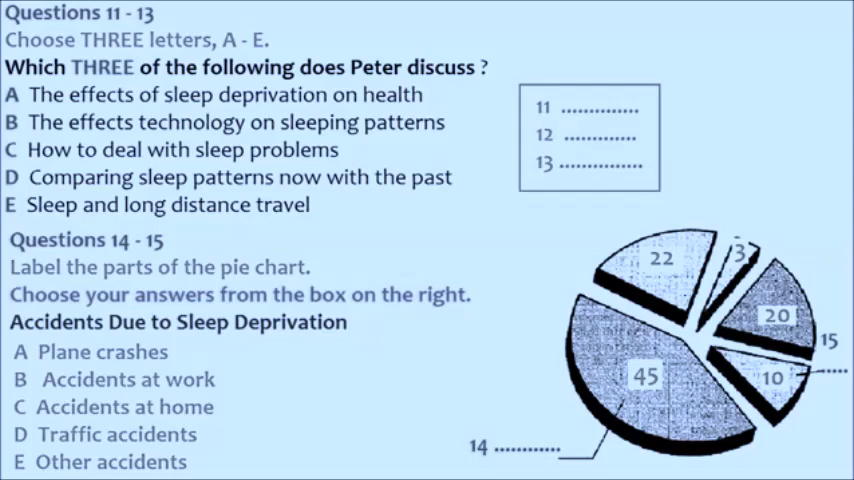 Questions 11 - 13
Choose THREE letters, A - E.
Which THREE of the following does Peter discuss ?
A The effects of sleep deprivation on health
B The effects technology on sleeping patterns
C How to deal with sleep problems
D Comparing sleep patterns now with the past
E Sleep and long distance travel
11 ..............
12 .............
13 ...............
Questions 14 - 15
Label the parts of the pie chart.
Choose your answers from the box on the right.
Accidents Due to Sleep Deprivation
A Plane crashes
B Accidents at work
C Accidents at home
D Traffic accidents
E Other accidents
22
3
20
15 .....
10
45
14 ............